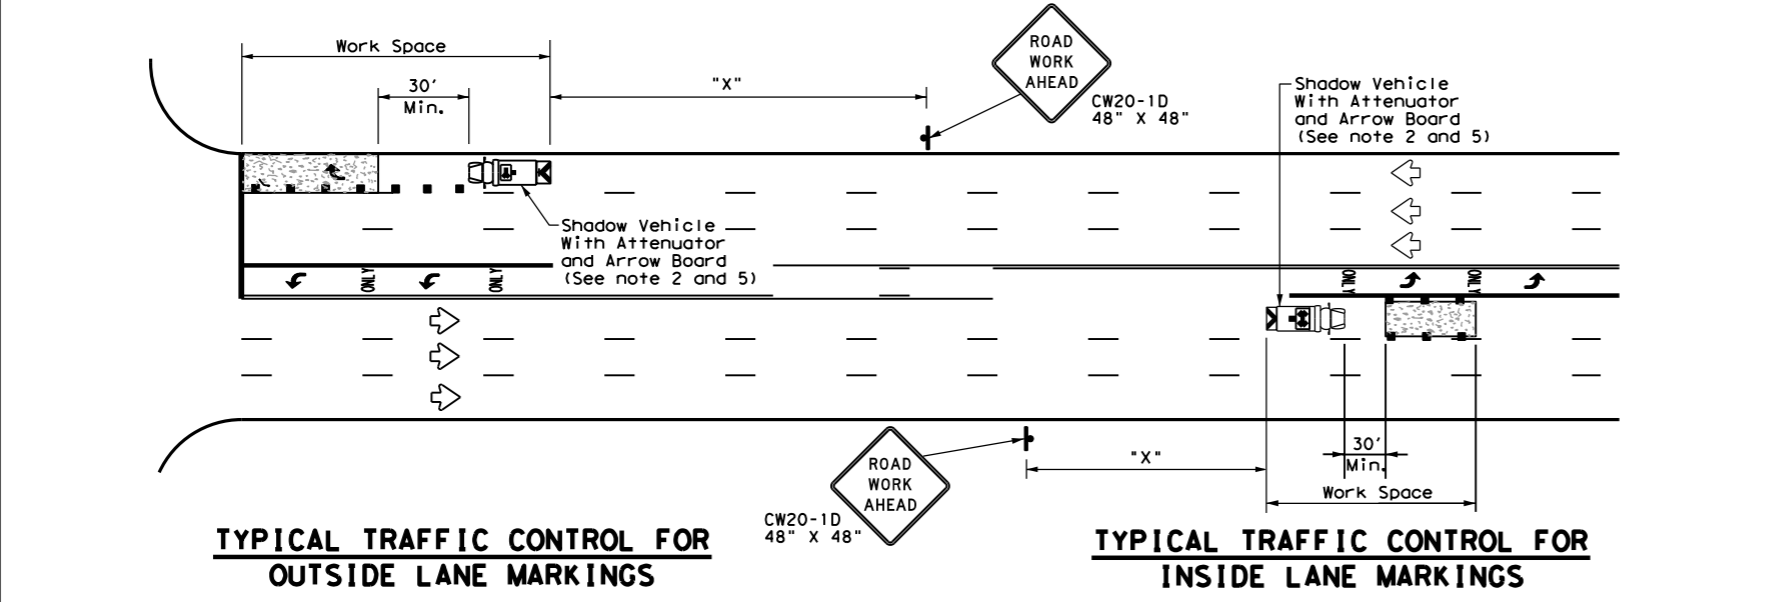 Work Space
30'
Min.
"X"
ROAD
WORK
AHEAD
CW20-1D
48" X 48"
Shadow Vehicle
With Attenuator
and Arrow Board
(See note 2 and 5)
Shadow Vehicle
With Attenuator
and Arrow Board
(See note 2 and 5)
ONLY
ONLY
ONLY
ONLY
ROAD
WORK
AHEAD
CW20-1D
48" X 48"
"X"
30'
Min.
Work Space
TYPICAL TRAFFIC CONTROL FOR
OUTSIDE LANE MARKINGS
TYPICAL TRAFFIC CONTROL FOR
INSIDE LANE MARKINGS